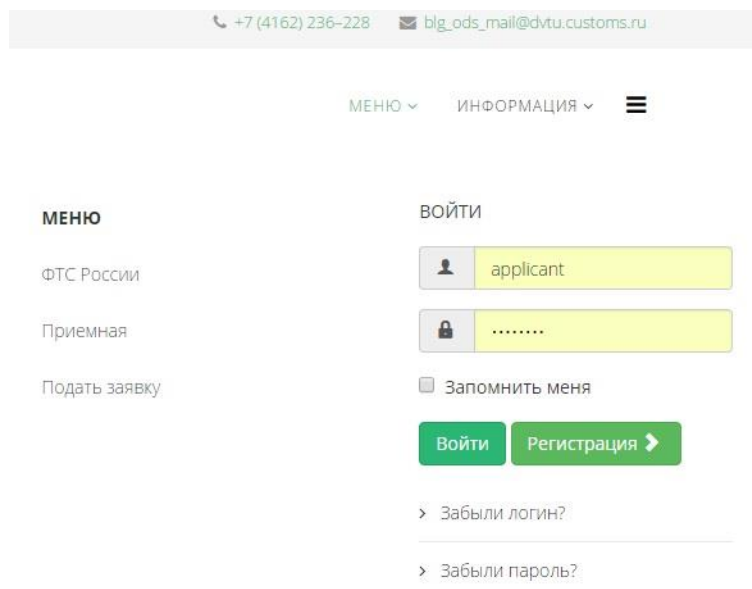 +7 (4162) 236–228 blg_ods_mail@dvtu.customs.ru
МЕНЮ ИНФОРМАЦИЯ
МЕНЮ
ФТС России
Приемная
Подать заявку
ВОЙТИ
applicant
········
Запомнить меня
Войти Регистрация
Забыли логин?
Забыли пароль?